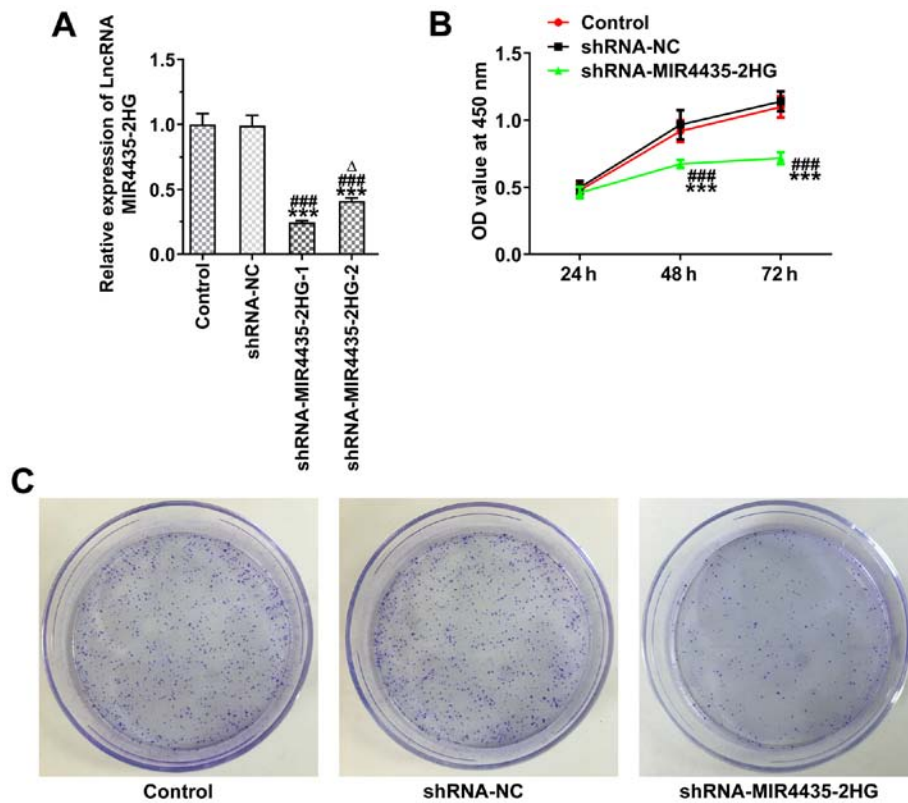 A
Relative expression of LncRNA
MIR4435-2HG
1.5
1.0
0.5
0.0
###
***
Δ
###
***
Control
shRNA-NC
shRNA-MIR4435-2HG-1
shRNA-MIR4435-2HG-2
B
Control
shRNA-NC
shRNA-MIR4435-2HG
OD value at 450 nm
1.5
1.0
0.5
0.0
###
***
###
***
24 h
48 h
72 h
C
Control
shRNA-NC
shRNA-MIR4435-2HG